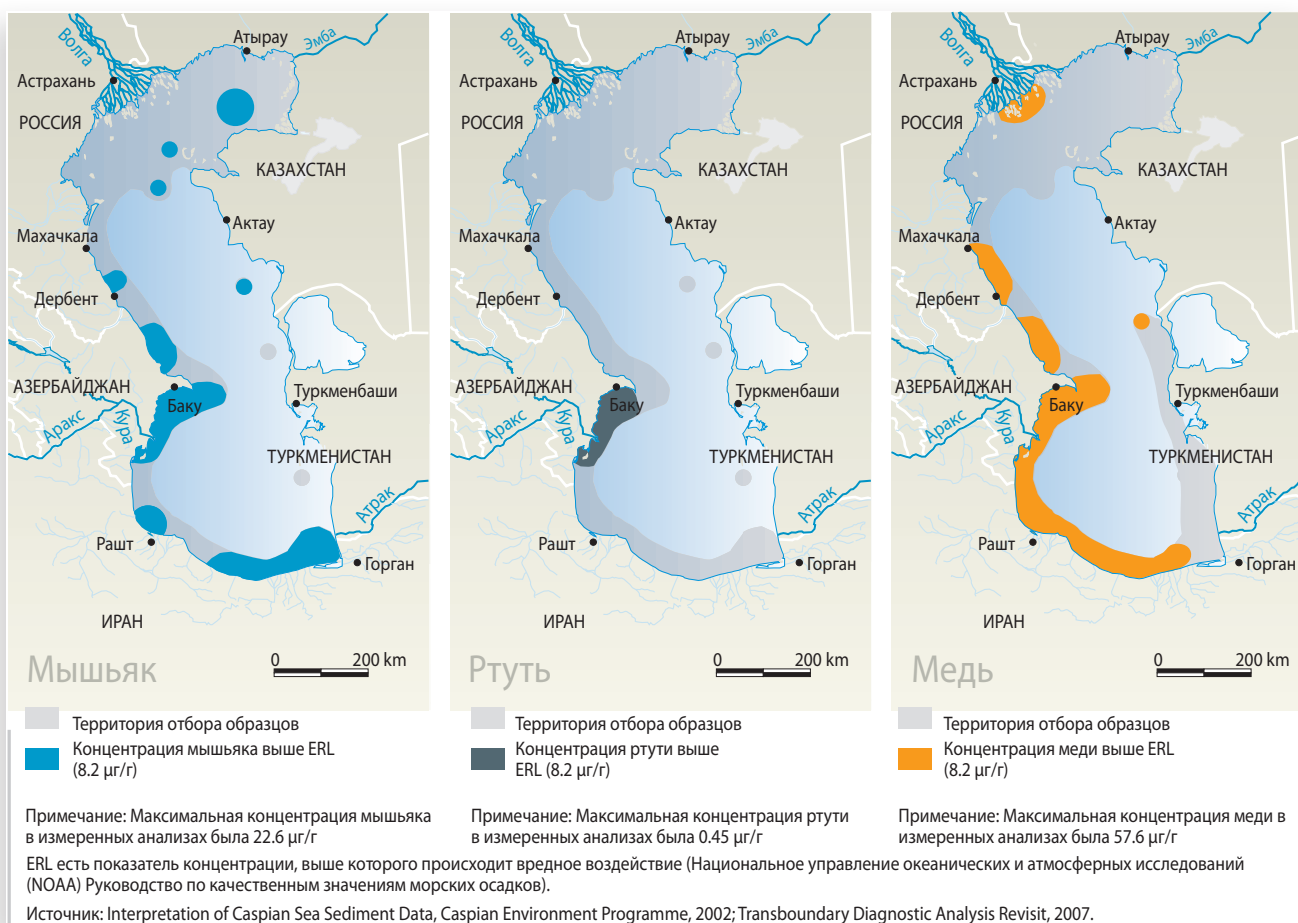 Волга
Атырау
Эмба
Астрахань
РОССИЯ
КАЗАХСТАН
Актау
Махачкала
Дербент
АЗЕРБАЙДЖАН
Баку
Туркменбаши
Аракс
Кура
ТУРКМЕНИСТАН
Атрак
Рашт
Горган
ИРАН
Мышьяк
0 200 km
Территория отбора образцов
Концентрация мышьяка выше ERL
(8.2 µг/г)
Примечание: Максимальная концентрация мышьяка
в измеренных анализах была 22.6 µг/г
Волга
Атырау
Эмба
Астрахань
РОССИЯ
КАЗАХСТАН
Актау
Махачкала
Дербент
АЗЕРБАЙДЖАН
Баку
Туркменбаши
Аракс
Кура
ТУРКМЕНИСТАН
Атрак
Рашт
Горган
ИРАН
Ртуть
0 200 km
Территория отбора образцов
Концентрация ртути выше
ERL (8.2 µг/г)
Примечание: Максимальная концентрация ртути
в измеренных анализах была 0.45 µг/г
Волга
Атырау
Эмба
Астрахань
РОССИЯ
КАЗАХСТАН
Актау
Махачкала
Дербент
АЗЕРБАЙДЖАН
Баку
Туркменбаши
Аракс
Кура
ТУРКМЕНИСТАН
Атрак
Рашт
Горган
ИРАН
Медь
0 200 km
Территория отбора образцов
Концентрация меди выше ERL
(8.2 µг/г)
Примечание: Максимальная концентрация меди в
измеренных анализах была 57.6 µг/г
ERL есть показатель концентрации, выше которого происходит вредное воздействие (Национальное управление океанических и атмосферных исследований
(NOAA) Руководство по качественным значениям морских осадков).
Источник: Interpretation of Caspian Sea Sediment Data, Caspian Environment Programme, 2002; Transboundary Diagnostic Analysis Revisit, 2007.